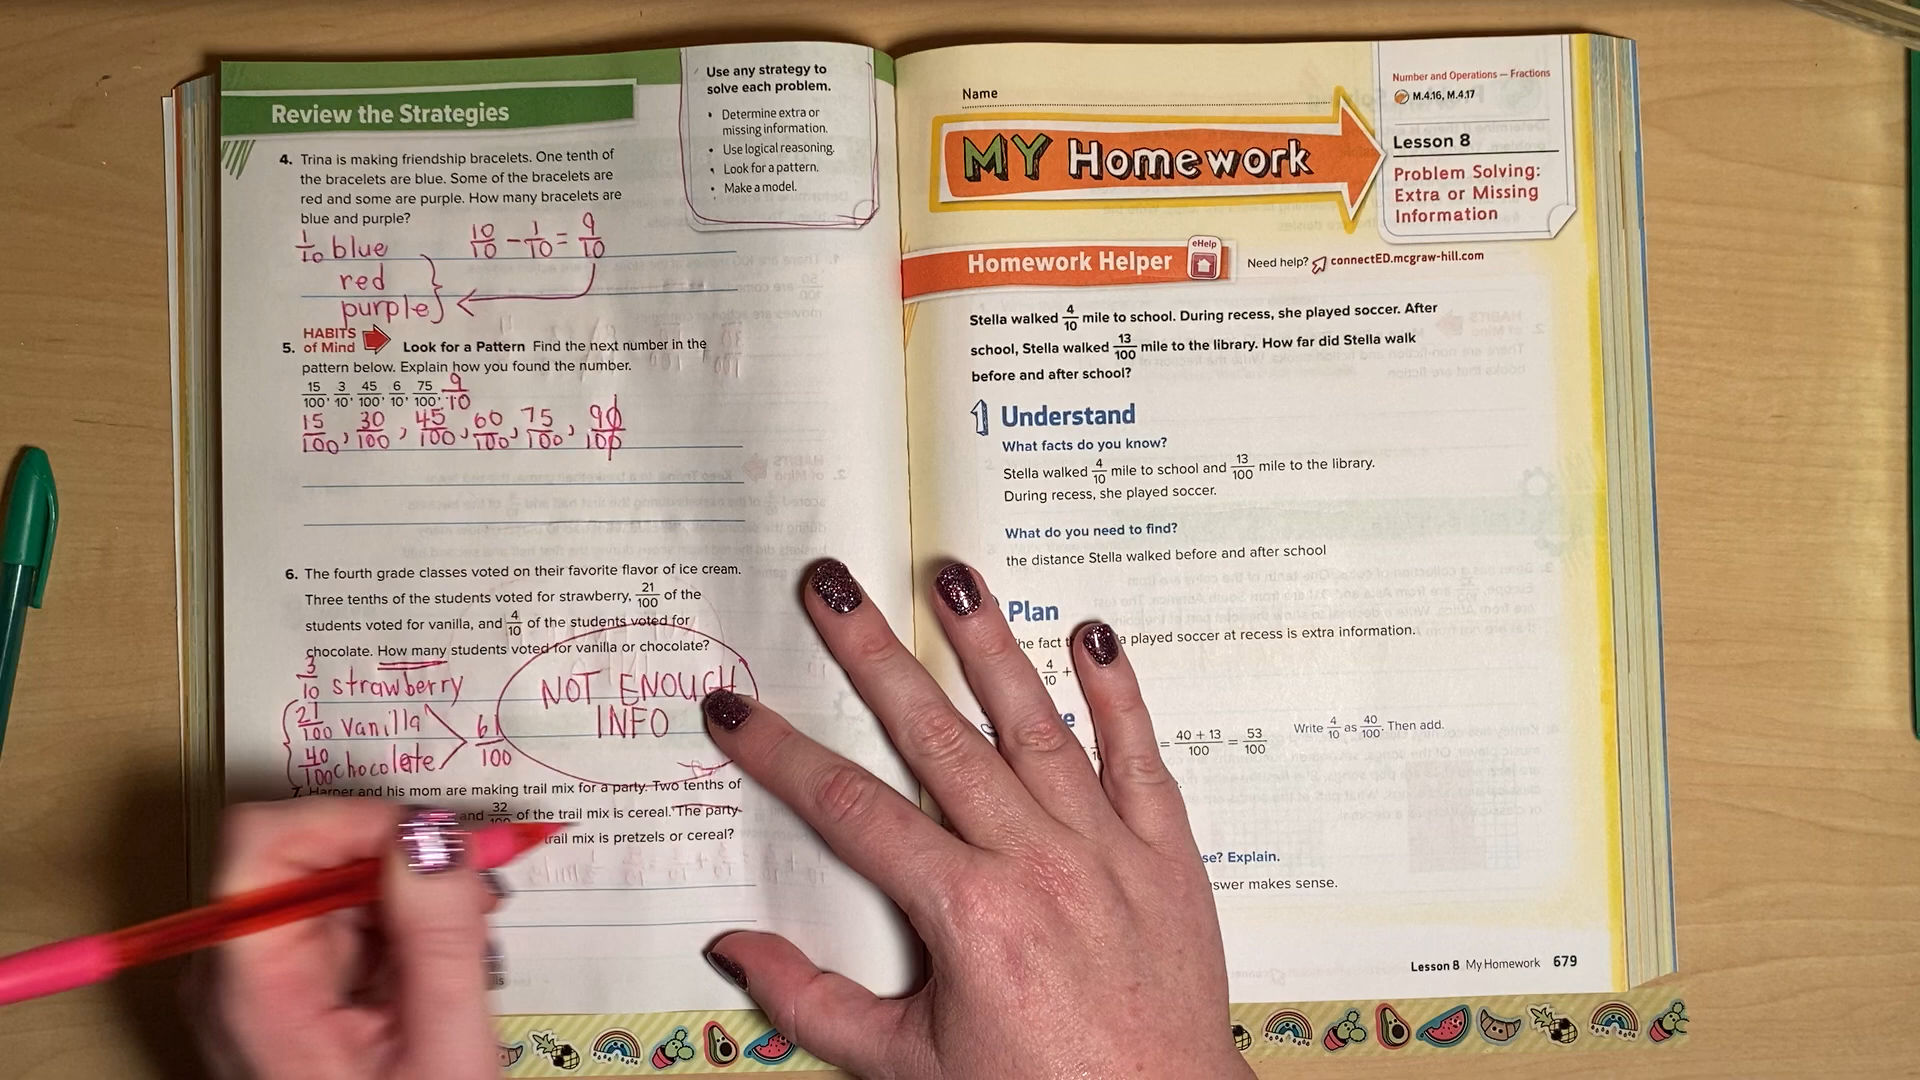 Review the Strategies
Use any strategy to
solve each problem.
• Determine extra or
missing information.
• Use logical reasoning.
• Look for a pattern.
• Make a model.
4. Trina is making friendship bracelets. One tenth of
the bracelets are blue. Some of the bracelets are
red and some are purple. How many bracelets are
blue and purple?
1/10 blue
red
purple
10/10 - 1/10 = 9/10
HABITS
of Mind
5. Look for a Pattern Find the next number in the
pattern below. Explain how you found the number.
15/100, 3/10, 45/100, 6/10, 75/100, 9/10
15/100, 30/100, 45/100, 60/100, 75/100, 90/100
6. The fourth grade classes voted on their favorite flavor of ice cream.
Three tenths of the students voted for strawberry, 21/100 of the
students voted for vanilla, and 4/10 of the students voted for
chocolate. How many students voted for vanilla or chocolate?
3/10 strawberry
21/100 vanilla
40/100 chocolate
61/100
NOT ENOUGH
INFO
7. Harper and his mom are making trail mix for a party. Two tenths of
and 32/100 of the trail mix is cereal. The party
trail mix is pretzels or cereal?
Name
MY Homework
Number and Operations — Fractions
M.4.16, M.4.17
Lesson 8
Problem Solving:
Extra or Missing
Information
Homework Helper
eHelp
Need help? connectED.mcgraw-hill.com
Stella walked 4/10 mile to school. During recess, she played soccer. After
school, Stella walked 13/100 mile to the library. How far did Stella walk
before and after school?
1 Understand
What facts do you know?
Stella walked 4/10 mile to school and 13/100 mile to the library.
During recess, she played soccer.
What do you need to find?
the distance Stella walked before and after school
Plan
he fact played soccer at recess is extra information.
4/10 +
= 40 + 13/100 = 53/100
Write 4/10 as 40/100. Then add.
se? Explain.
swer makes sense.
Lesson 8 My Homework 679